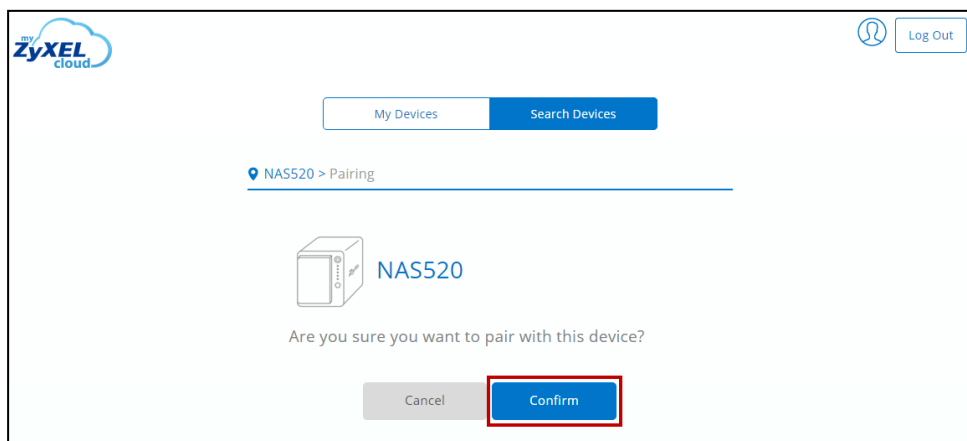 my
ZyXEL
cloud
Log Out
My Devices
Search Devices
NAS520 > Pairing
NAS520
Are you sure you want to pair with this device?
Cancel
Confirm